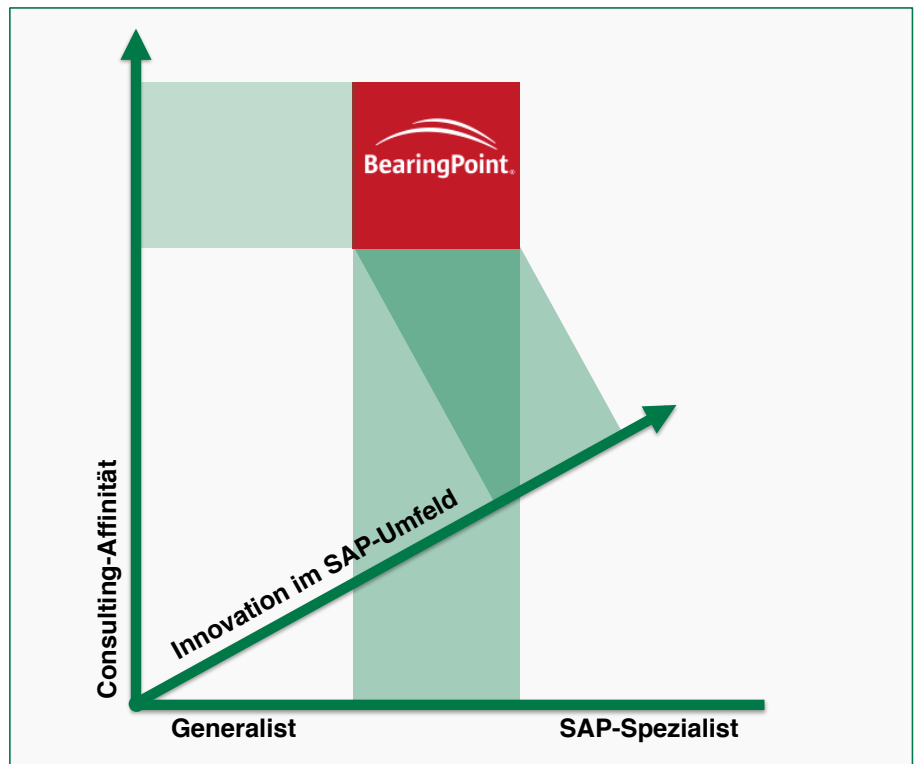 BearingPoint®
Consulting-Affinität
Innovation im SAP-Umfeld
Generalist
SAP-Spezialist